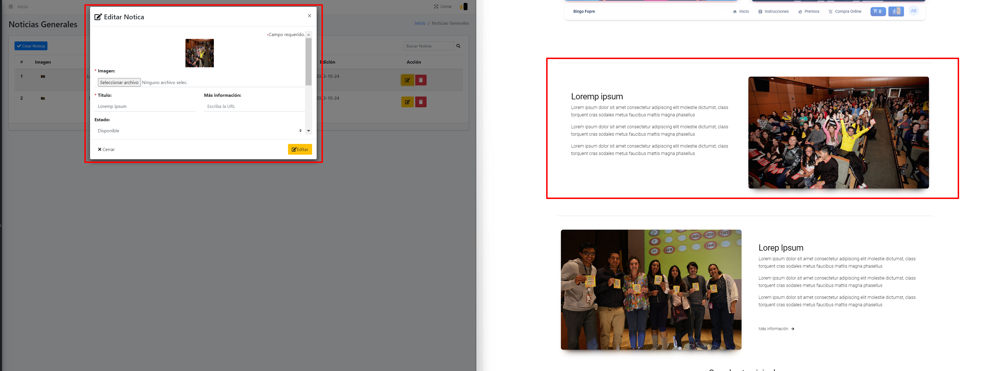 Inicio
Cerrar
Noticias Generales
Inicio / Noticias Generales
Crear Noticia
Buscar Noticia
# Imagen
Edición
Acción
1
2023-10-24
2
2023-10-24
Editar Notica
×
*Campo requerido.
* Imagen:
Seleccionar archivo Ninguno archivo selec.
* Título:
Más información:
Loremp ipsum
Escriba la URL
Estado:
Disponible
Cerrar
Editar
Bingo Fopre
Inicio
Instrucciones
Premios
Compra Online
0
AB
Loremp ipsum
Lorem ipsum dolor sit amet consectetur adipiscing elit molestie dictumst, class
torquent cras sodales metus faucibus mattis magna phasellus
Lorem ipsum dolor sit amet consectetur adipiscing elit molestie dictumst, class
torquent cras sodales metus faucibus mattis magna phasellus
Lorem ipsum dolor sit amet consectetur adipiscing elit molestie dictumst, class
torquent cras sodales metus faucibus mattis magna phasellus
P
r
e
e
48
49
50
64
61
Lorep Ipsum
Lorem ipsum dolor sit amet consectetur adipiscing elit molestie dictumst, class
torquent cras sodales metus faucibus mattis magna phasellus
Lorem ipsum dolor sit amet consectetur adipiscing elit molestie dictumst, class
torquent cras sodales metus faucibus mattis magna phasellus
Lorem ipsum dolor sit amet consectetur adipiscing elit molestie dictumst, class
torquent cras sodales metus faucibus mattis magna phasellus
Más información.